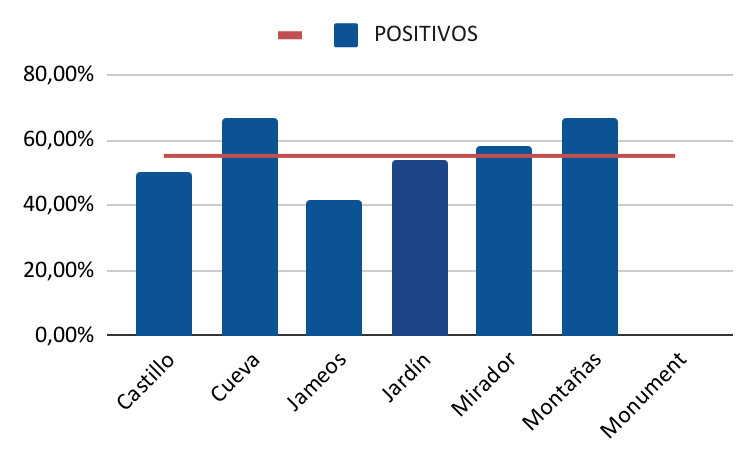 POSITIVOS
80,00%
60,00%
40,00%
20,00%
0,00%
Castillo
Cueva
Jameos
Jardín
Mirador
Montañas
Monument